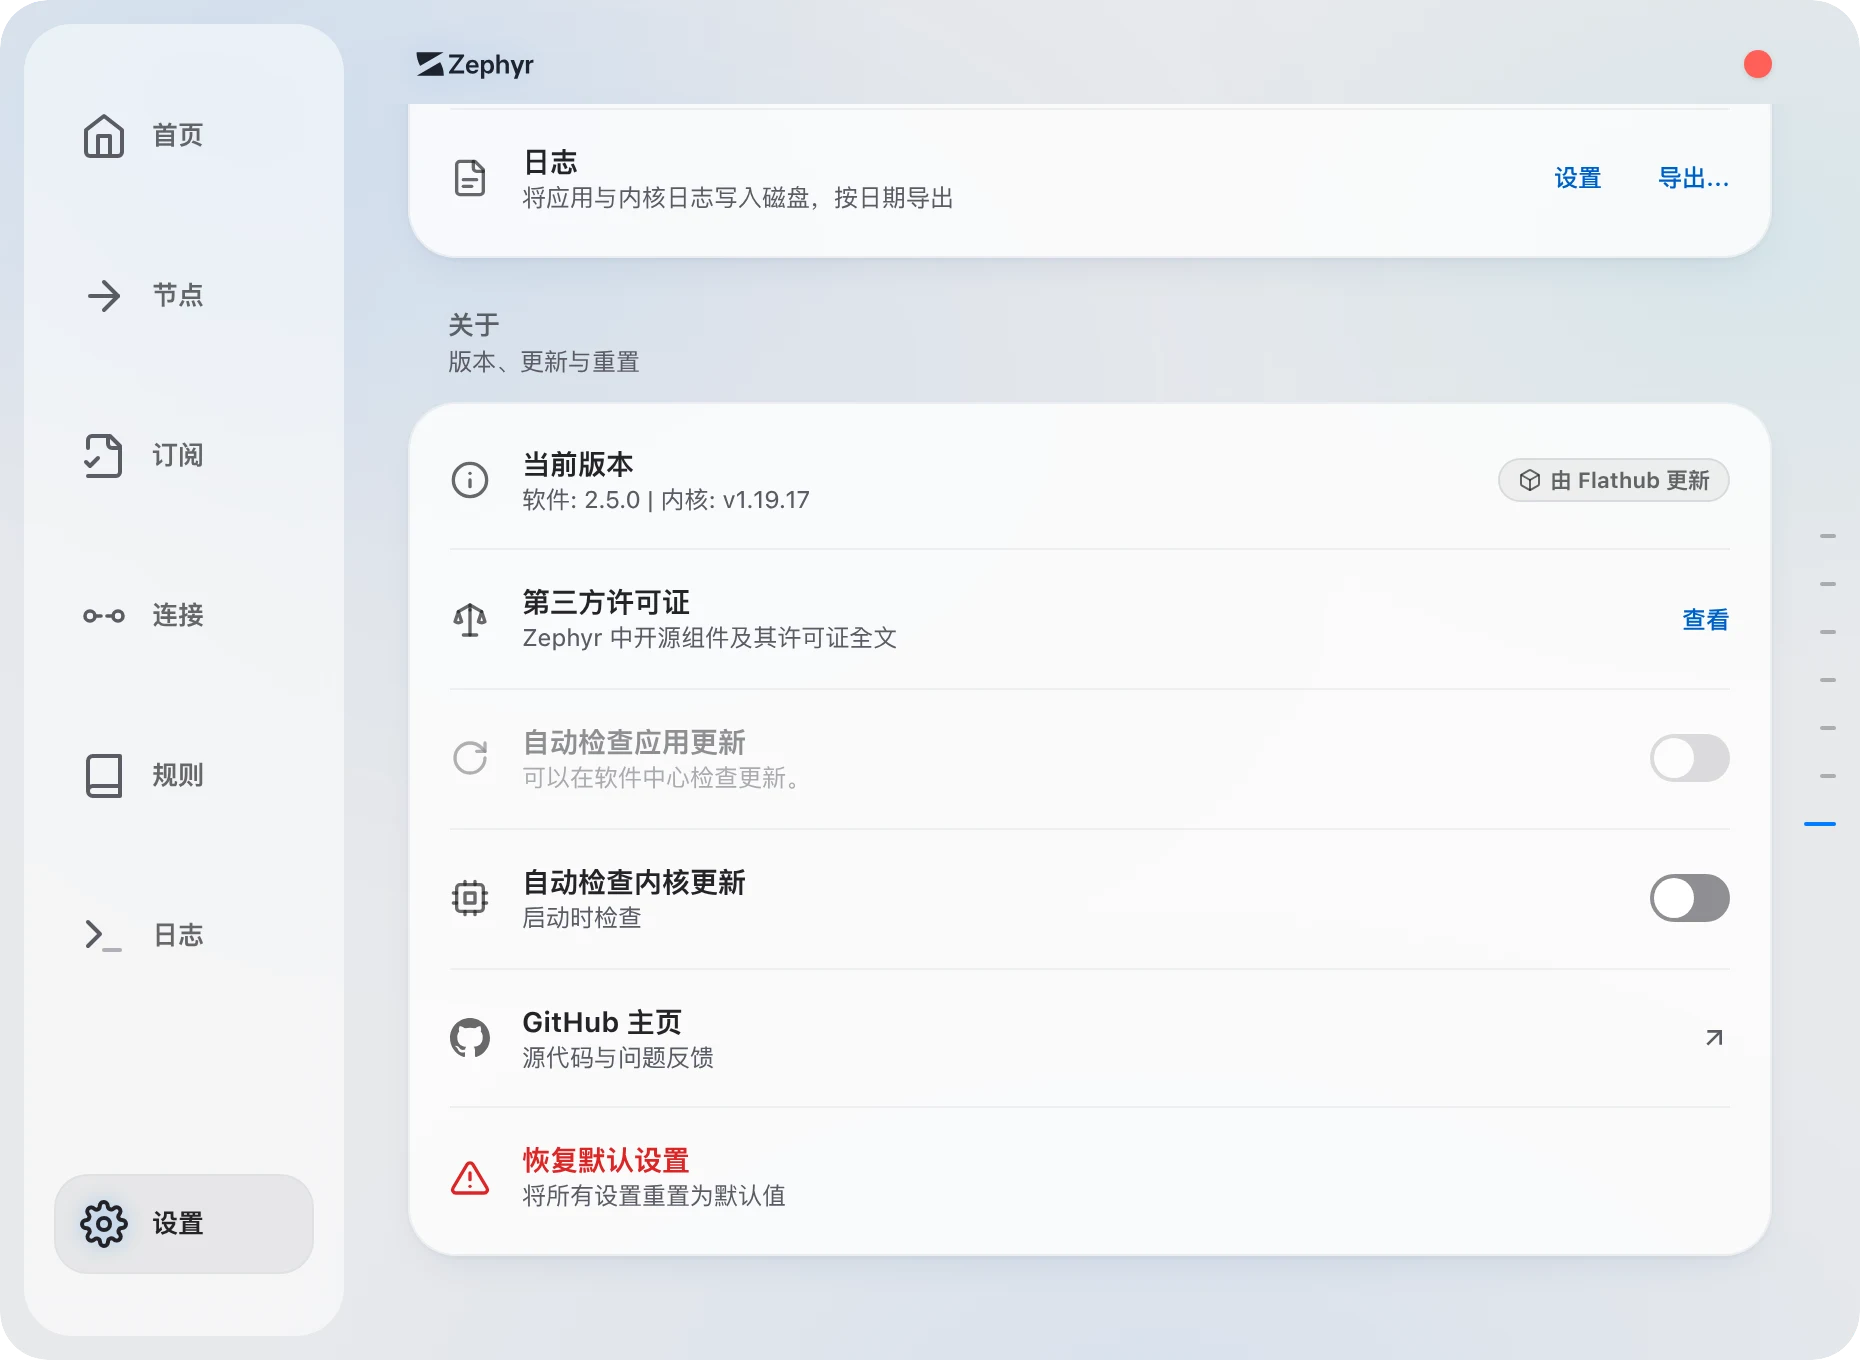 Zephyr
首页
节点
订阅
连接
规则
日志
设置
日志
将应用与内核日志写入磁盘，按日期导出
设置
导出...
关于
版本、更新与重置
当前版本
软件: 2.5.0 | 内核: v1.19.17
由 Flathub 更新
第三方许可证
Zephyr 中开源组件及其许可证全文
查看
自动检查应用更新
可以在软件中心检查更新。
自动检查内核更新
启动时检查
GitHub 主页
源代码与问题反馈
恢复默认设置
将所有设置重置为默认值